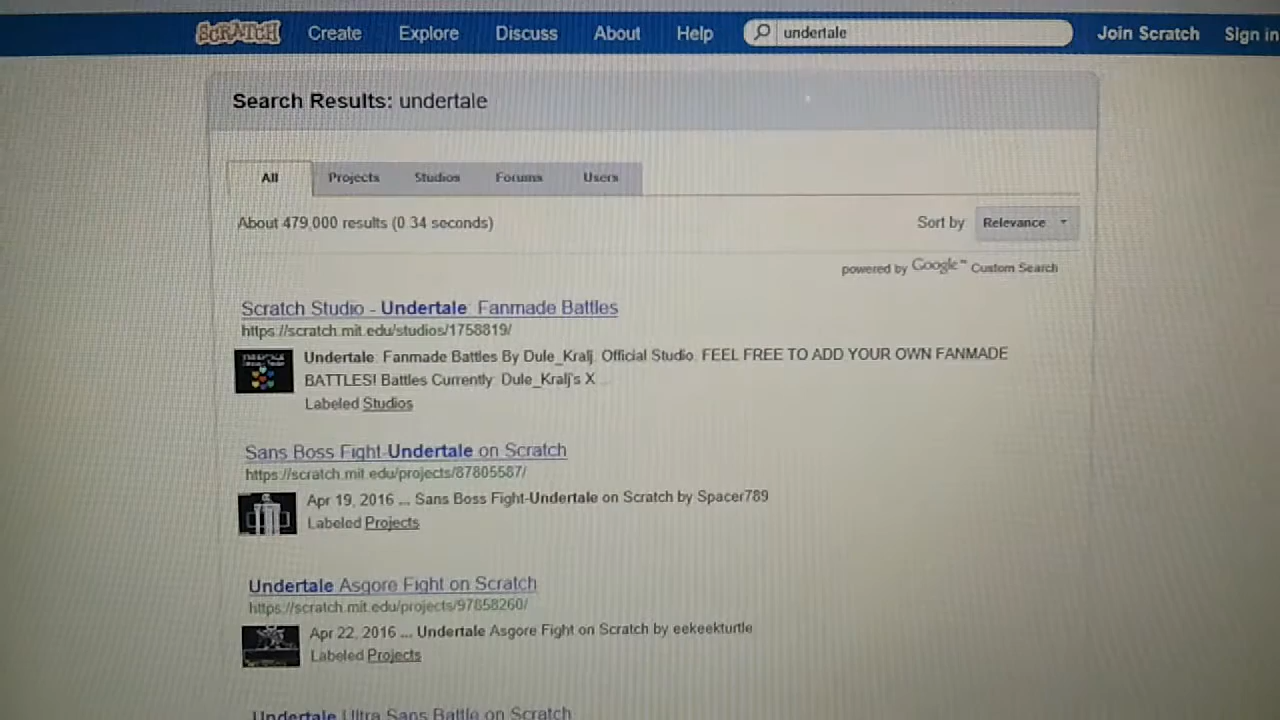 SCRATCH Create Explore Discuss About Help undertale Join Scratch Sign in
Search Results: undertale
All Projects Studios Forums Users
About 479,000 results (0.34 seconds)
Sort by Relevance
powered by Google™ Custom Search
Scratch Studio - Undertale: Fanmade Battles
https://scratch.mit.edu/studios/1758819/
Undertale: Fanmade Battles By Dule_Kralj. Official Studio. FEEL FREE TO ADD YOUR OWN FANMADE
BATTLES! Battles Currently: Dule_Kralj's X ...
Labeled Studios
Sans Boss Fight-Undertale on Scratch
https://scratch.mit.edu/projects/87805587/
Apr 19, 2016 ... Sans Boss Fight-Undertale on Scratch by Spacer789
Labeled Projects
Undertale Asgore Fight on Scratch
https://scratch.mit.edu/projects/97858260/
Apr 22, 2016 ... Undertale Asgore Fight on Scratch by eekeekturtle
Labeled Projects
Undertale Ultra Sans Battle on Scratch